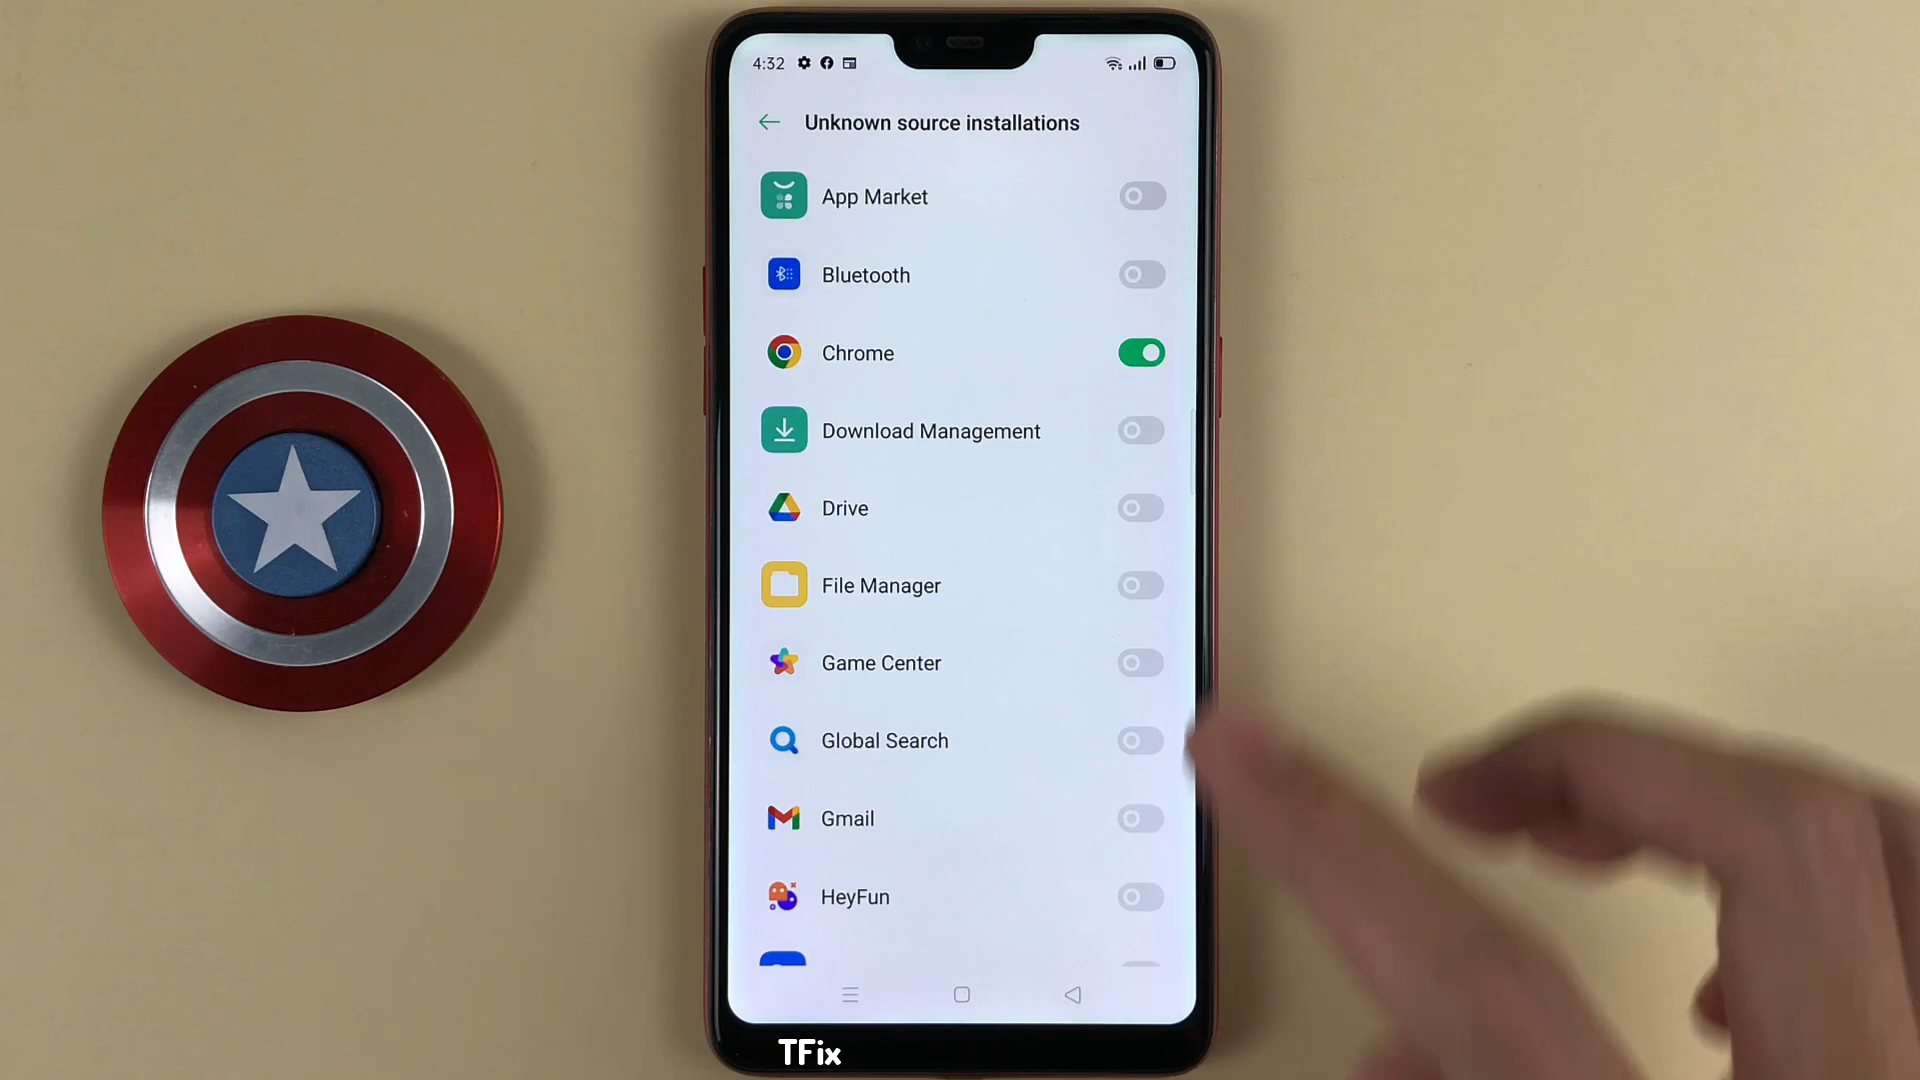 4:32
Unknown source installations
App Market
Bluetooth
Chrome
Download Management
Drive
File Manager
Game Center
Global Search
Gmail
HeyFun
TFix